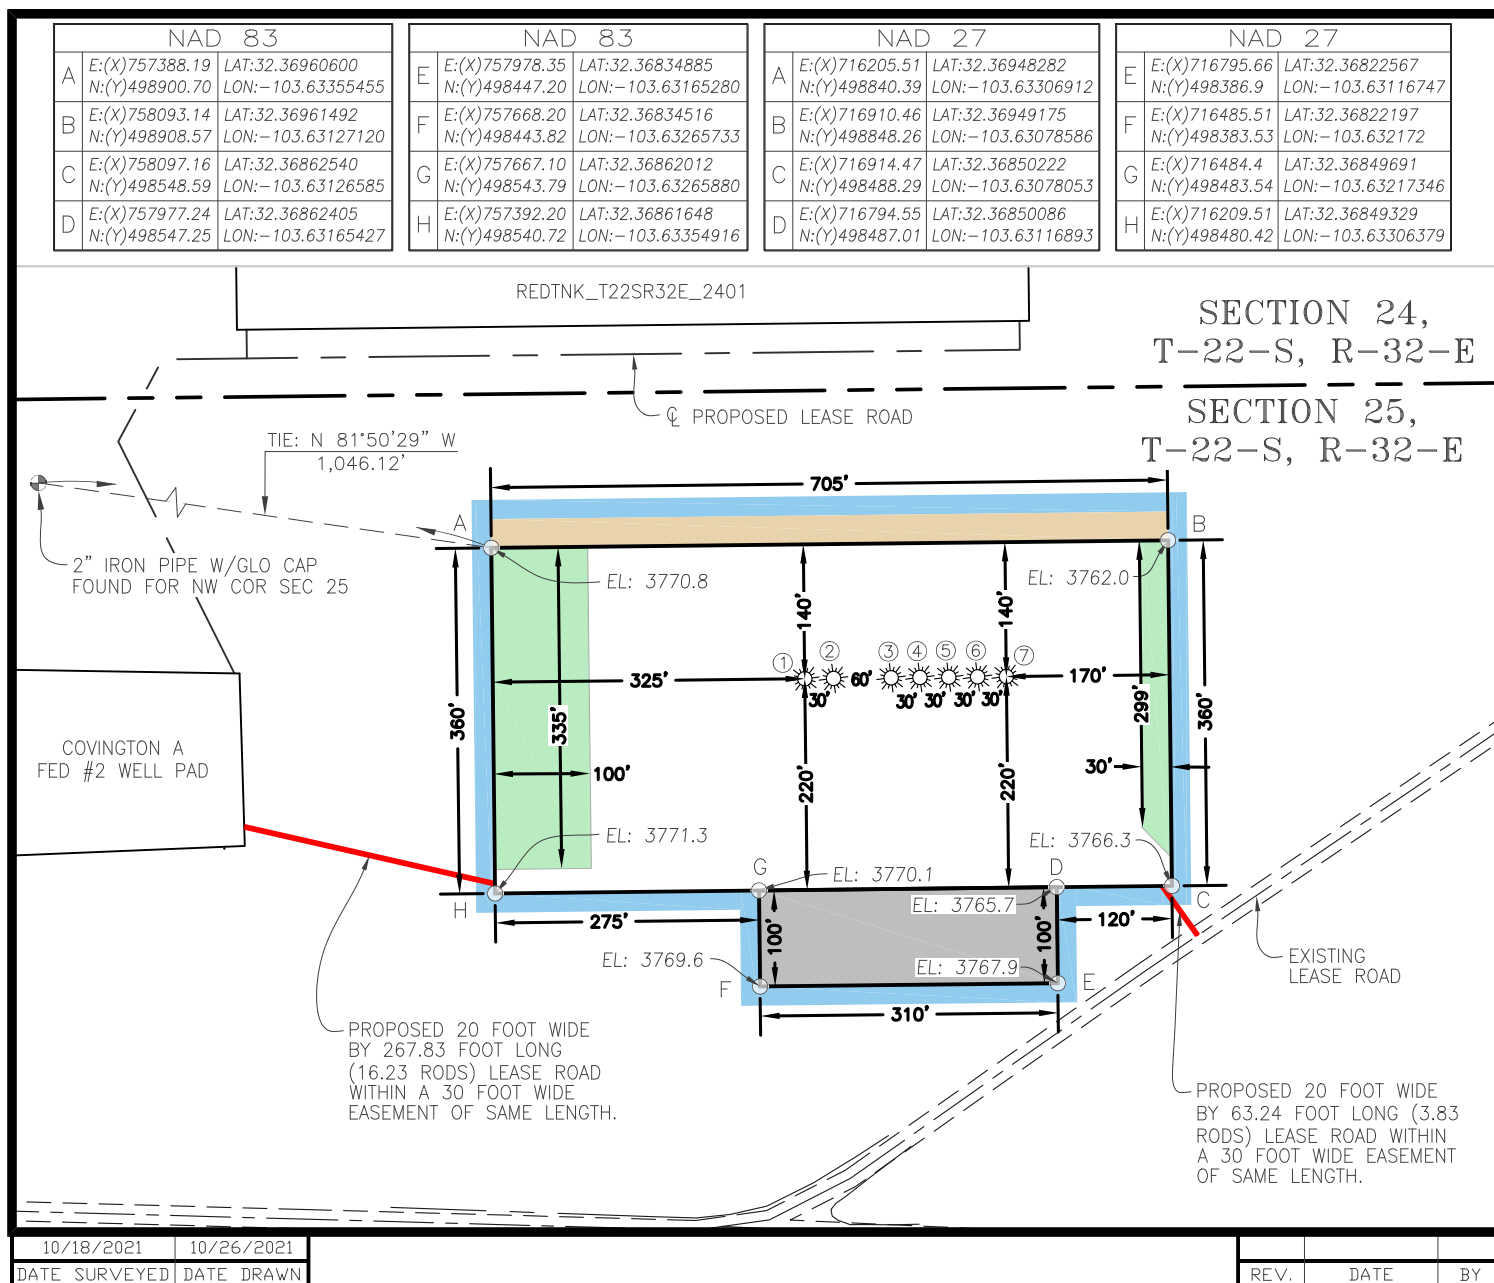 NAD 83
A E:(X)757388.19 LAT:32.36960600
N:(Y)498900.70 LON:-103.63355455
B E:(X)758093.14 LAT:32.36961492
N:(Y)498908.57 LON:-103.63127120
C E:(X)758097.16 LAT:32.36862540
N:(Y)498548.59 LON:-103.63126585
D E:(X)757977.24 LAT:32.36862405
N:(Y)498547.25 LON:-103.63165427
NAD 83
E E:(X)757978.35 LAT:32.36834885
N:(Y)498447.20 LON:-103.63165280
F E:(X)757668.20 LAT:32.36834516
N:(Y)498443.82 LON:-103.63265733
G E:(X)757667.10 LAT:32.36862012
N:(Y)498543.79 LON:-103.63265880
H E:(X)757392.20 LAT:32.36861648
N:(Y)498540.72 LON:-103.63354916
NAD 27
A E:(X)716205.51 LAT:32.36948282
N:(Y)498840.39 LON:-103.63306912
B E:(X)716910.46 LAT:32.36949175
N:(Y)498848.26 LON:-103.63078586
C E:(X)716914.47 LAT:32.36850222
N:(Y)498488.29 LON:-103.63078053
D E:(X)716794.55 LAT:32.36850086
N:(Y)498487.01 LON:-103.63116893
NAD 27
E E:(X)716795.66 LAT:32.36822567
N:(Y)498386.9 LON:-103.63116747
F E:(X)716485.51 LAT:32.36822197
N:(Y)498383.53 LON:-103.632172
G E:(X)716484.4 LAT:32.36849691
N:(Y)498483.54 LON:-103.63217346
H E:(X)716209.51 LAT:32.36849329
N:(Y)498480.42 LON:-103.63306379
REDTNK_T22SR32E_2401
SECTION 24,
T-22-S, R-32-E
℄ PROPOSED LEASE ROAD
SECTION 25,
T-22-S, R-32-E
TIE: N 81°50'29" W
1,046.12'
2" IRON PIPE W/GLO CAP
FOUND FOR NW COR SEC 25
705'
A
B
EL: 3770.8
EL: 3762.0
140'
140'
① ② ③ ④ ⑤ ⑥ ⑦
325'
60'
170'
30' 30' 30' 30' 30'
360'
335'
299'
360'
COVINGTON A
FED #2 WELL PAD
100'
220'
220'
30'
EL: 3771.3
EL: 3766.3
G
D
EL: 3770.1
H
C
EL: 3765.7
275'
100'
100'
120'
EL: 3769.6
EL: 3767.9
F
E
310'
EXISTING
LEASE ROAD
PROPOSED 20 FOOT WIDE
BY 267.83 FOOT LONG
(16.23 RODS) LEASE ROAD
WITHIN A 30 FOOT WIDE
EASEMENT OF SAME LENGTH.
PROPOSED 20 FOOT WIDE
BY 63.24 FOOT LONG (3.83
RODS) LEASE ROAD WITHIN
A 30 FOOT WIDE EASEMENT
OF SAME LENGTH.
10/18/2021 10/26/2021
DATE SURVEYED DATE DRAWN
REV. DATE BY